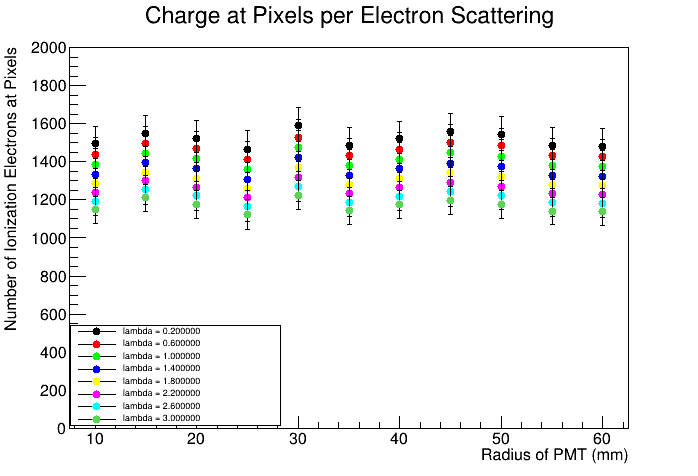 Charge at Pixels per Electron Scattering
Number of Ionization Electrons at Pixels
2000
1800
1600
1400
1200
1000
800
600
400
200
0
lambda = 0.200000
lambda = 0.600000
lambda = 1.000000
lambda = 1.400000
lambda = 1.800000
lambda = 2.200000
lambda = 2.600000
lambda = 3.000000
10 20 30 40 50 60
Radius of PMT (mm)